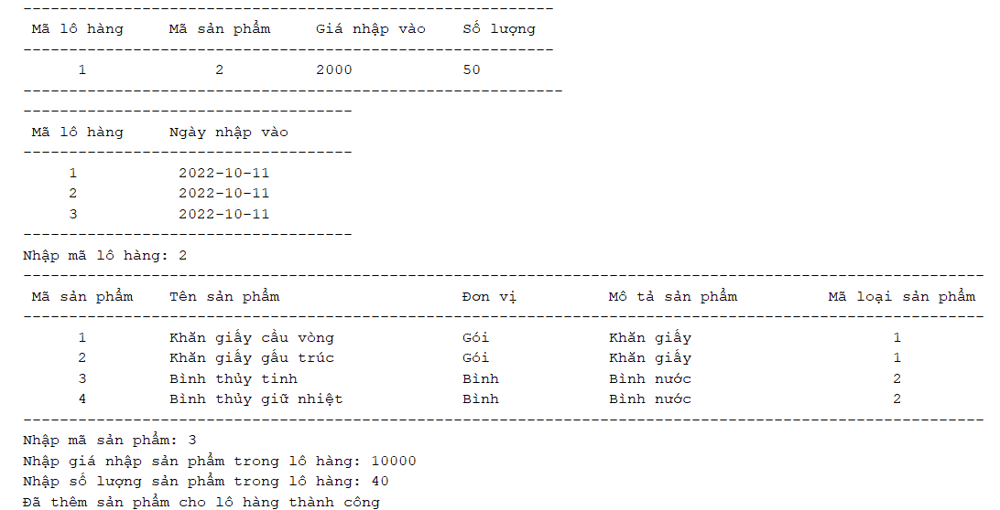 ------------------------------------------------------------
Mã lô hàng     Mã sản phẩm     Giá nhập vào    Số lượng
------------------------------------------------------------
1              2          2000            50
------------------------------------------------------------
------------------------------------
Mã lô hàng     Ngày nhập vào
------------------------------------
1           2022-10-11
2           2022-10-11
3           2022-10-11
------------------------------------
Nhập mã lô hàng: 2
---------------------------------------------------------------------------------------------------------
Mã sản phẩm    Tên sản phẩm                    Đơn vị          Mô tả sản phẩm          Mã loại sản phẩm
---------------------------------------------------------------------------------------------------------
1         Khăn giấy cầu vòng              Gói             Khăn giấy                      1
2         Khăn giấy gấu trúc              Gói             Khăn giấy                      1
3         Bình thủy tinh                  Bình            Bình nước                      2
4         Bình thủy giữ nhiệt             Bình            Bình nước                      2
---------------------------------------------------------------------------------------------------------
Nhập mã sản phẩm: 3
Nhập giá nhập sản phẩm trong lô hàng: 10000
Nhập số lượng sản phẩm trong lô hàng: 40
Đã thêm sản phẩm cho lô hàng thành công